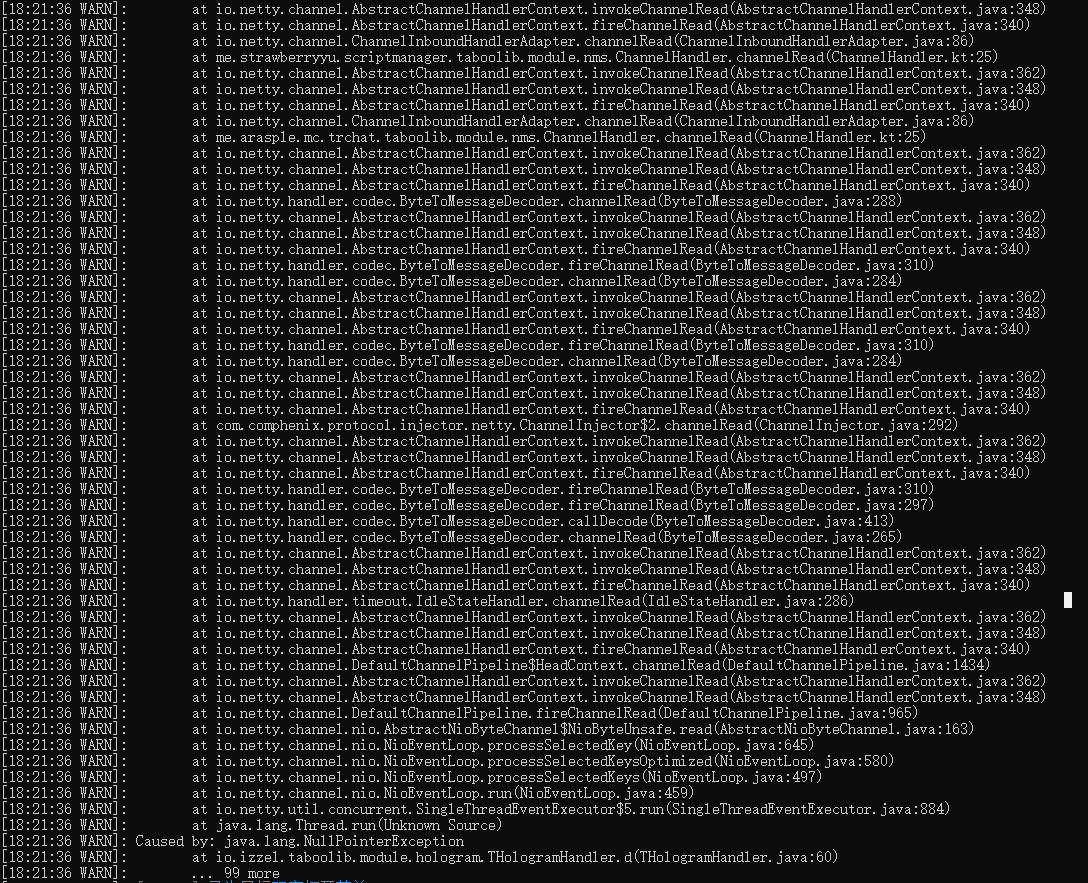 [18:21:36 WARN]: at io.netty.channel.AbstractChannelHandlerContext.invokeChannelRead(AbstractChannelHandlerContext.java:348)
[18:21:36 WARN]: at io.netty.channel.AbstractChannelHandlerContext.fireChannelRead(AbstractChannelHandlerContext.java:340)
[18:21:36 WARN]: at io.netty.channel.ChannelInboundHandlerAdapter.channelRead(ChannelInboundHandlerAdapter.java:86)
[18:21:36 WARN]: at me.strawberryyu.scriptmanager.taboolib.module.nms.ChannelHandler.channelRead(ChannelHandler.kt:25)
[18:21:36 WARN]: at io.netty.channel.AbstractChannelHandlerContext.invokeChannelRead(AbstractChannelHandlerContext.java:362)
[18:21:36 WARN]: at io.netty.channel.AbstractChannelHandlerContext.invokeChannelRead(AbstractChannelHandlerContext.java:348)
[18:21:36 WARN]: at io.netty.channel.AbstractChannelHandlerContext.fireChannelRead(AbstractChannelHandlerContext.java:340)
[18:21:36 WARN]: at io.netty.channel.ChannelInboundHandlerAdapter.channelRead(ChannelInboundHandlerAdapter.java:86)
[18:21:36 WARN]: at me.arasple.mc.trchat.taboolib.module.nms.ChannelHandler.channelRead(ChannelHandler.kt:25)
[18:21:36 WARN]: at io.netty.channel.AbstractChannelHandlerContext.invokeChannelRead(AbstractChannelHandlerContext.java:362)
[18:21:36 WARN]: at io.netty.channel.AbstractChannelHandlerContext.invokeChannelRead(AbstractChannelHandlerContext.java:348)
[18:21:36 WARN]: at io.netty.channel.AbstractChannelHandlerContext.fireChannelRead(AbstractChannelHandlerContext.java:340)
[18:21:36 WARN]: at io.netty.handler.codec.ByteToMessageDecoder.channelRead(ByteToMessageDecoder.java:288)
[18:21:36 WARN]: at io.netty.channel.AbstractChannelHandlerContext.invokeChannelRead(AbstractChannelHandlerContext.java:362)
[18:21:36 WARN]: at io.netty.channel.AbstractChannelHandlerContext.invokeChannelRead(AbstractChannelHandlerContext.java:348)
[18:21:36 WARN]: at io.netty.channel.AbstractChannelHandlerContext.fireChannelRead(AbstractChannelHandlerContext.java:340)
[18:21:36 WARN]: at io.netty.handler.codec.ByteToMessageDecoder.fireChannelRead(ByteToMessageDecoder.java:310)
[18:21:36 WARN]: at io.netty.handler.codec.ByteToMessageDecoder.channelRead(ByteToMessageDecoder.java:284)
[18:21:36 WARN]: at io.netty.channel.AbstractChannelHandlerContext.invokeChannelRead(AbstractChannelHandlerContext.java:362)
[18:21:36 WARN]: at io.netty.channel.AbstractChannelHandlerContext.invokeChannelRead(AbstractChannelHandlerContext.java:348)
[18:21:36 WARN]: at io.netty.channel.AbstractChannelHandlerContext.fireChannelRead(AbstractChannelHandlerContext.java:340)
[18:21:36 WARN]: at io.netty.handler.codec.ByteToMessageDecoder.fireChannelRead(ByteToMessageDecoder.java:310)
[18:21:36 WARN]: at io.netty.handler.codec.ByteToMessageDecoder.channelRead(ByteToMessageDecoder.java:284)
[18:21:36 WARN]: at io.netty.channel.AbstractChannelHandlerContext.invokeChannelRead(AbstractChannelHandlerContext.java:362)
[18:21:36 WARN]: at io.netty.channel.AbstractChannelHandlerContext.invokeChannelRead(AbstractChannelHandlerContext.java:348)
[18:21:36 WARN]: at io.netty.channel.AbstractChannelHandlerContext.fireChannelRead(AbstractChannelHandlerContext.java:340)
[18:21:36 WARN]: at com.comphenix.protocol.injector.netty.ChannelInjector$2.channelRead(ChannelInjector.java:292)
[18:21:36 WARN]: at io.netty.channel.AbstractChannelHandlerContext.invokeChannelRead(AbstractChannelHandlerContext.java:362)
[18:21:36 WARN]: at io.netty.channel.AbstractChannelHandlerContext.invokeChannelRead(AbstractChannelHandlerContext.java:348)
[18:21:36 WARN]: at io.netty.channel.AbstractChannelHandlerContext.fireChannelRead(AbstractChannelHandlerContext.java:340)
[18:21:36 WARN]: at io.netty.handler.codec.ByteToMessageDecoder.fireChannelRead(ByteToMessageDecoder.java:310)
[18:21:36 WARN]: at io.netty.handler.codec.ByteToMessageDecoder.fireChannelRead(ByteToMessageDecoder.java:297)
[18:21:36 WARN]: at io.netty.handler.codec.ByteToMessageDecoder.callDecode(ByteToMessageDecoder.java:413)
[18:21:36 WARN]: at io.netty.handler.codec.ByteToMessageDecoder.channelRead(ByteToMessageDecoder.java:265)
[18:21:36 WARN]: at io.netty.channel.AbstractChannelHandlerContext.invokeChannelRead(AbstractChannelHandlerContext.java:362)
[18:21:36 WARN]: at io.netty.channel.AbstractChannelHandlerContext.invokeChannelRead(AbstractChannelHandlerContext.java:348)
[18:21:36 WARN]: at io.netty.channel.AbstractChannelHandlerContext.fireChannelRead(AbstractChannelHandlerContext.java:340)
[18:21:36 WARN]: at io.netty.handler.timeout.IdleStateHandler.channelRead(IdleStateHandler.java:286)
[18:21:36 WARN]: at io.netty.channel.AbstractChannelHandlerContext.invokeChannelRead(AbstractChannelHandlerContext.java:362)
[18:21:36 WARN]: at io.netty.channel.AbstractChannelHandlerContext.invokeChannelRead(AbstractChannelHandlerContext.java:348)
[18:21:36 WARN]: at io.netty.channel.AbstractChannelHandlerContext.fireChannelRead(AbstractChannelHandlerContext.java:340)
[18:21:36 WARN]: at io.netty.channel.DefaultChannelPipeline$HeadContext.channelRead(DefaultChannelPipeline.java:1434)
[18:21:36 WARN]: at io.netty.channel.AbstractChannelHandlerContext.invokeChannelRead(AbstractChannelHandlerContext.java:362)
[18:21:36 WARN]: at io.netty.channel.AbstractChannelHandlerContext.invokeChannelRead(AbstractChannelHandlerContext.java:348)
[18:21:36 WARN]: at io.netty.channel.DefaultChannelPipeline.fireChannelRead(DefaultChannelPipeline.java:965)
[18:21:36 WARN]: at io.netty.channel.nio.AbstractNioByteChannel$NioByteUnsafe.read(AbstractNioByteChannel.java:163)
[18:21:36 WARN]: at io.netty.channel.nio.NioEventLoop.processSelectedKey(NioEventLoop.java:645)
[18:21:36 WARN]: at io.netty.channel.nio.NioEventLoop.processSelectedKeysOptimized(NioEventLoop.java:580)
[18:21:36 WARN]: at io.netty.channel.nio.NioEventLoop.processSelectedKeys(NioEventLoop.java:497)
[18:21:36 WARN]: at io.netty.channel.nio.NioEventLoop.run(NioEventLoop.java:459)
[18:21:36 WARN]: at io.netty.util.concurrent.SingleThreadEventExecutor$5.run(SingleThreadEventExecutor.java:884)
[18:21:36 WARN]: at java.lang.Thread.run(Unknown Source)
[18:21:36 WARN]: Caused by: java.lang.NullPointerException
[18:21:36 WARN]: at io.izzel.taboolib.module.hologram.THologramHandler.d(THologramHandler.java:60)
[18:21:36 WARN]: ... 99 more